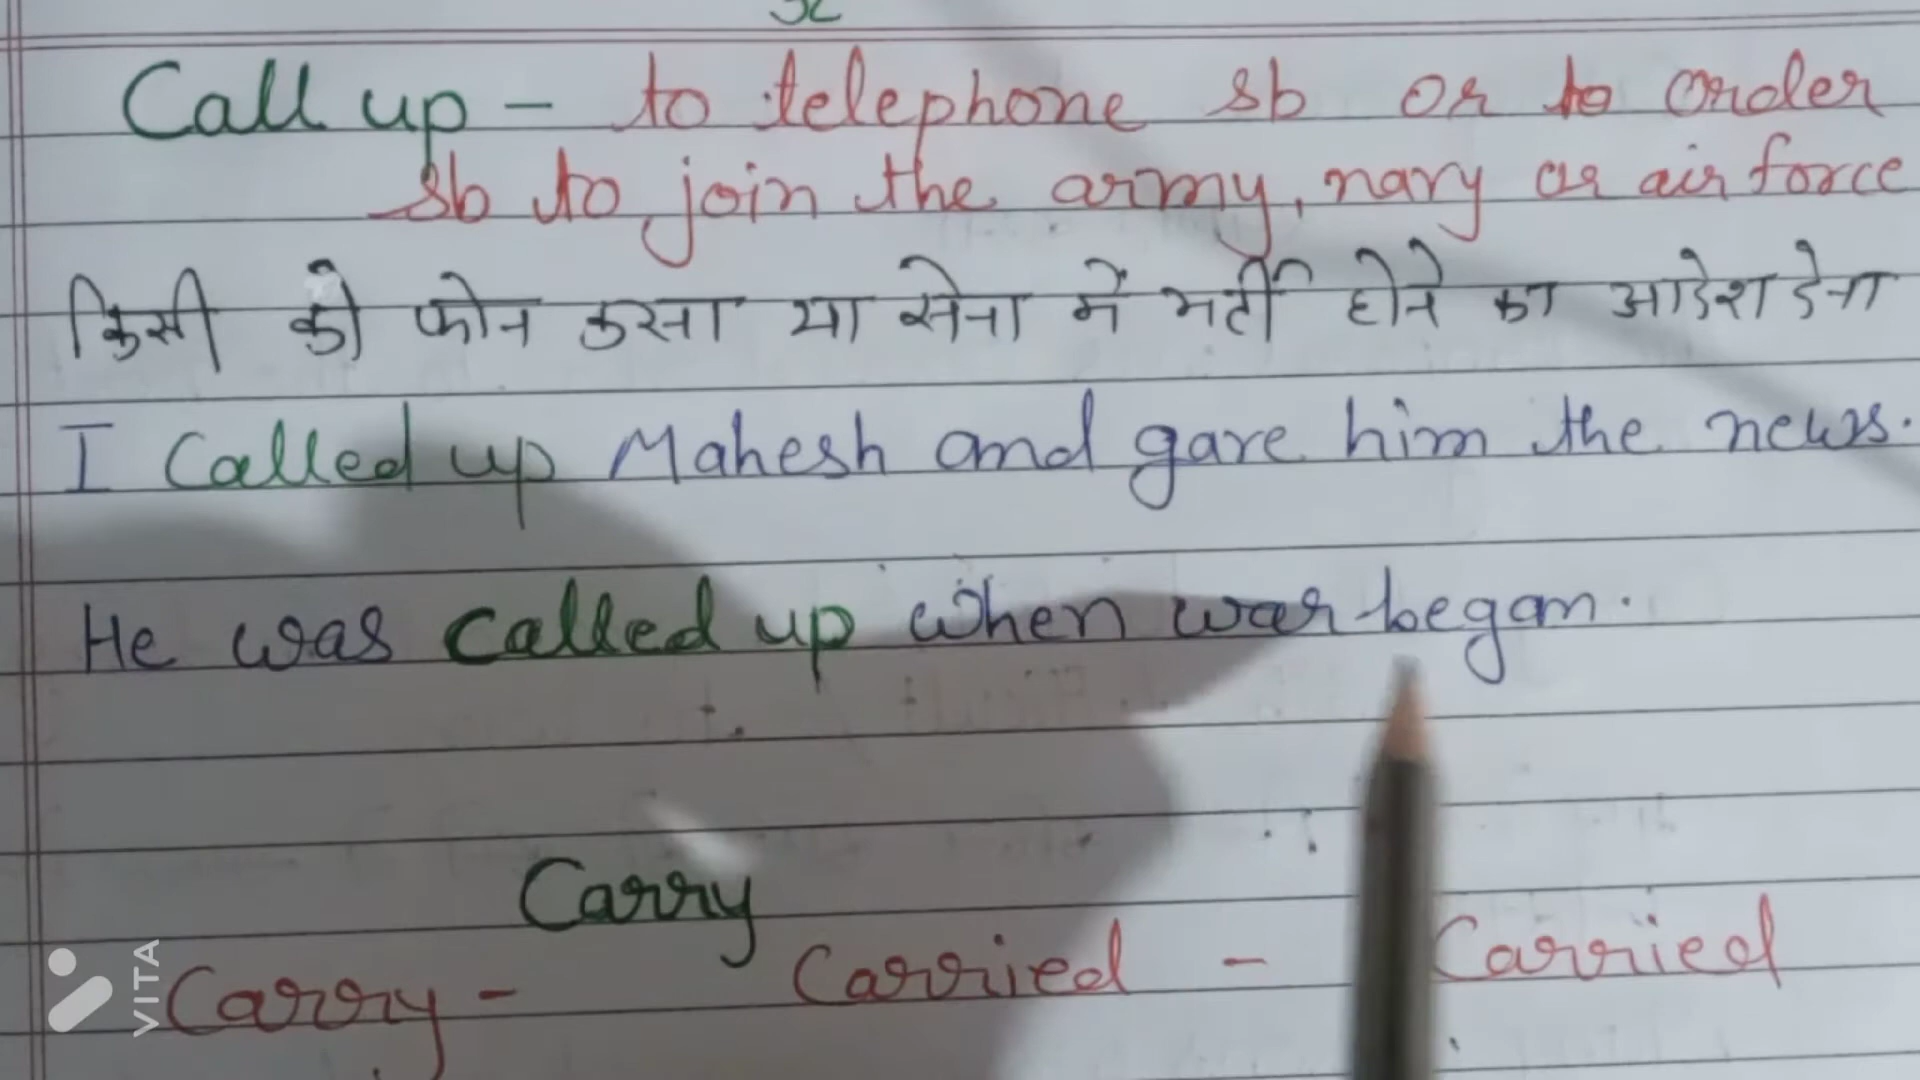 Call up - to telephone sb or to order
sb to join the army, navy or air force
किसी को फोन करना या सेना में भर्ती होने का आदेश देना
I Called up Mahesh and gave him the news.
He was called up when war began.
Carry
Carry - Carried - Carried
VITA